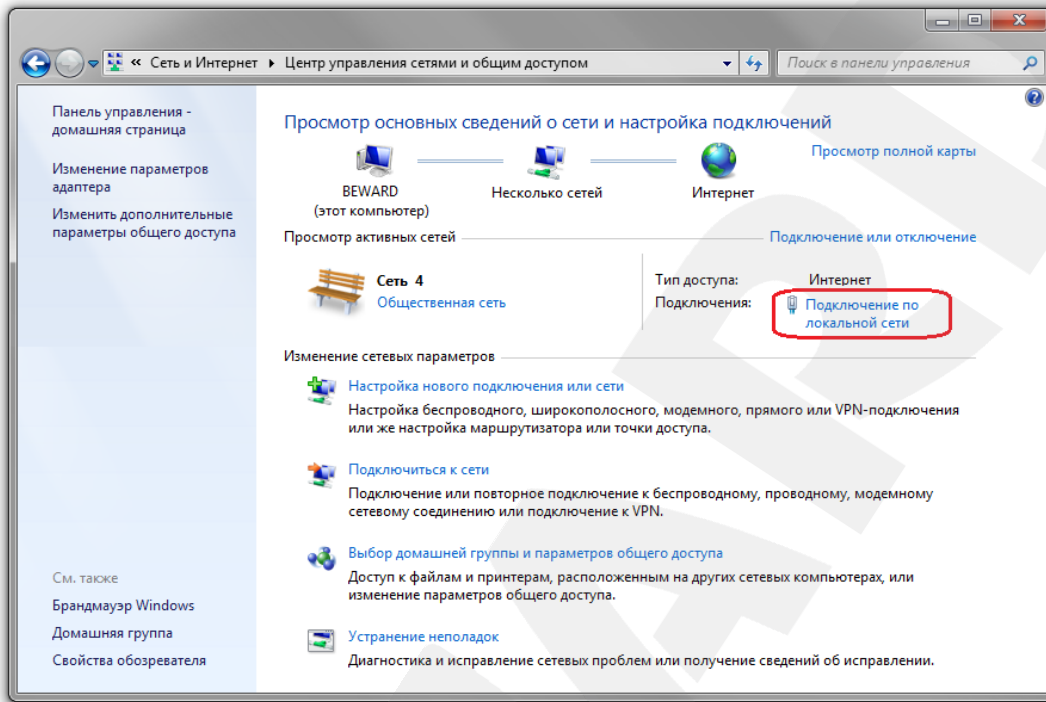 « Сеть и Интернет ▸ Центр управления сетями и общим доступом
Поиск в панели управления
Панель управления -
домашняя страница
Изменение параметров
адаптера
Изменить дополнительные
параметры общего доступа
Просмотр основных сведений о сети и настройка подключений
Просмотр полной карты
BEWARD
(этот компьютер)
Несколько сетей
Интернет
Просмотр активных сетей
Подключение или отключение
Сеть 4
Общественная сеть
Тип доступа: Интернет
Подключения: Подключение по
локальной сети
Изменение сетевых параметров
Настройка нового подключения или сети
Настройка беспроводного, широкополосного, модемного, прямого или VPN-подключения
или же настройка маршрутизатора или точки доступа.
Подключиться к сети
Подключение или повторное подключение к беспроводному, проводному, модемному
сетевому соединению или подключение к VPN.
Выбор домашней группы и параметров общего доступа
Доступ к файлам и принтерам, расположенным на других сетевых компьютерах, или
изменение параметров общего доступа.
Устранение неполадок
Диагностика и исправление сетевых проблем или получение сведений об исправлении.
См. также
Брандмауэр Windows
Домашняя группа
Свойства обозревателя